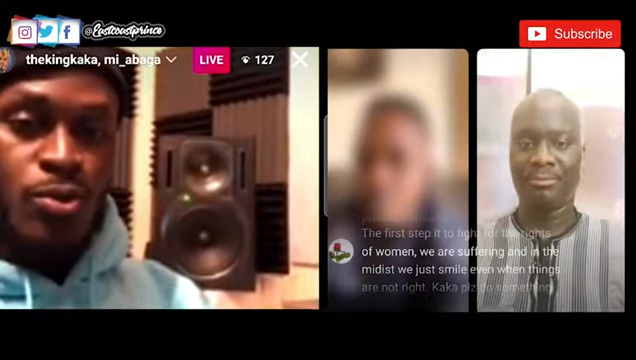 @Eastcoastprince
Subscribe
thekingkaka, mi_abaga
LIVE
127
The first step it to fight for the rights
of women, we are suffering and in the
midist we just smile even when things
are not right. Kaka plz do something